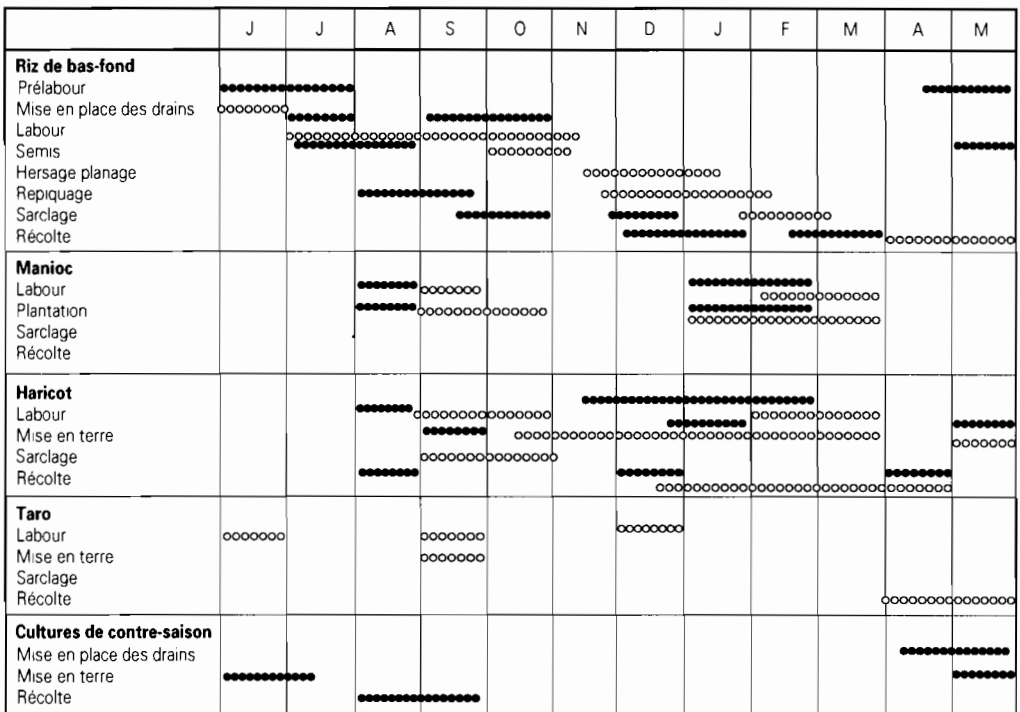 J J A S O N D J F M A M
Riz de bas-fond
Prélabour
Mise en place des drains
Labour
Semis
Hersage planage
Repiquage
Sarclage
Récolte
Manioc
Labour
Plantation
Sarclage
Récolte
Haricot
Labour
Mise en terre
Sarclage
Récolte
Taro
Labour
Mise en terre
Sarclage
Récolte
Cultures de contre-saison
Mise en place des drains
Mise en terre
Récolte